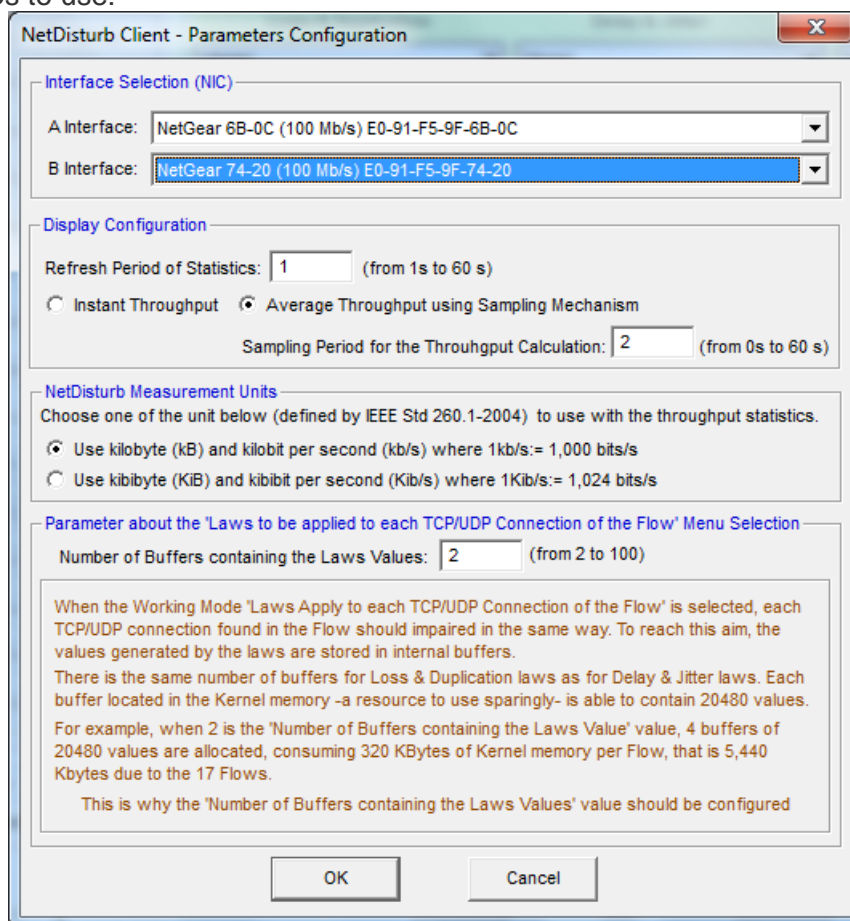 NetDisturb Client - Parameters Configuration
Interface Selection (NIC)
A Interface: NetGear 6B-0C (100 Mb/s) E0-91-F5-9F-6B-0C
B Interface: NetGear 74-20 (100 Mb/s) E0-91-F5-9F-74-20
Display Configuration
Refresh Period of Statistics: 1 (from 1s to 60 s)
Instant Throughput Average Throughput using Sampling Mechanism
Sampling Period for the Throuhgput Calculation: 2 (from 0s to 60 s)
NetDisturb Measurement Units
Choose one of the unit below (defined by IEEE Std 260.1-2004) to use with the throughput statistics.
Use kilobyte (kB) and kilobit per second (kb/s) where 1kb/s:= 1,000 bits/s
Use kibibyte (KiB) and kibibit per second (Kib/s) where 1Kib/s:= 1,024 bits/s
Parameter about the 'Laws to be applied to each TCP/UDP Connection of the Flow' Menu Selection
Number of Buffers containing the Laws Values: 2 (from 2 to 100)
When the Working Mode 'Laws Apply to each TCP/UDP Connection of the Flow' is selected, each
TCP/UDP connection found in the Flow should impaired in the same way. To reach this aim, the
values generated by the laws are stored in internal buffers.
There is the same number of buffers for Loss & Duplication laws as for Delay & Jitter laws. Each
buffer located in the Kernel memory -a resource to use sparingly- is able to contain 20480 values.
For example, when 2 is the 'Number of Buffers containing the Laws Value' value, 4 buffers of
20480 values are allocated, consuming 320 KBytes of Kernel memory per Flow, that is 5,440
Kbytes due to the 17 Flows.
This is why the 'Number of Buffers containing the Laws Values' value should be configured
OK Cancel